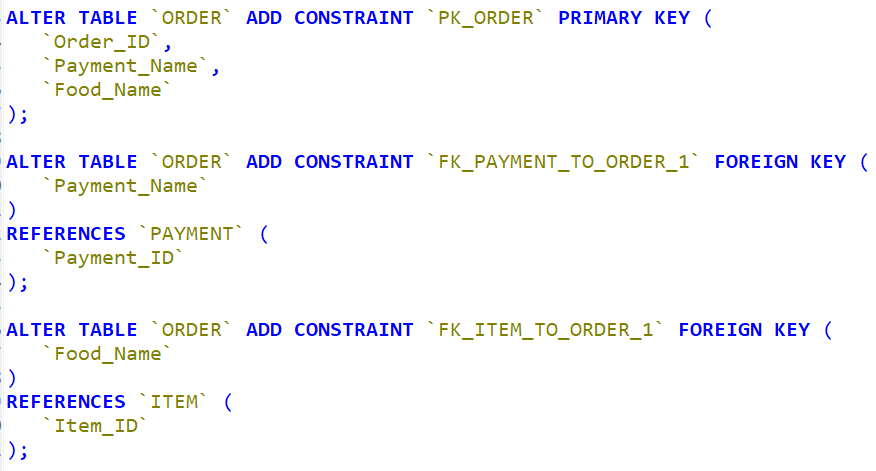 ALTER TABLE `ORDER` ADD CONSTRAINT `PK_ORDER` PRIMARY KEY (
`Order_ID`,
`Payment_Name`,
`Food_Name`
);
ALTER TABLE `ORDER` ADD CONSTRAINT `FK_PAYMENT_TO_ORDER_1` FOREIGN KEY (
`Payment_Name`
)
REFERENCES `PAYMENT` (
`Payment_ID`
);
ALTER TABLE `ORDER` ADD CONSTRAINT `FK_ITEM_TO_ORDER_1` FOREIGN KEY (
`Food_Name`
)
REFERENCES `ITEM` (
`Item_ID`
);